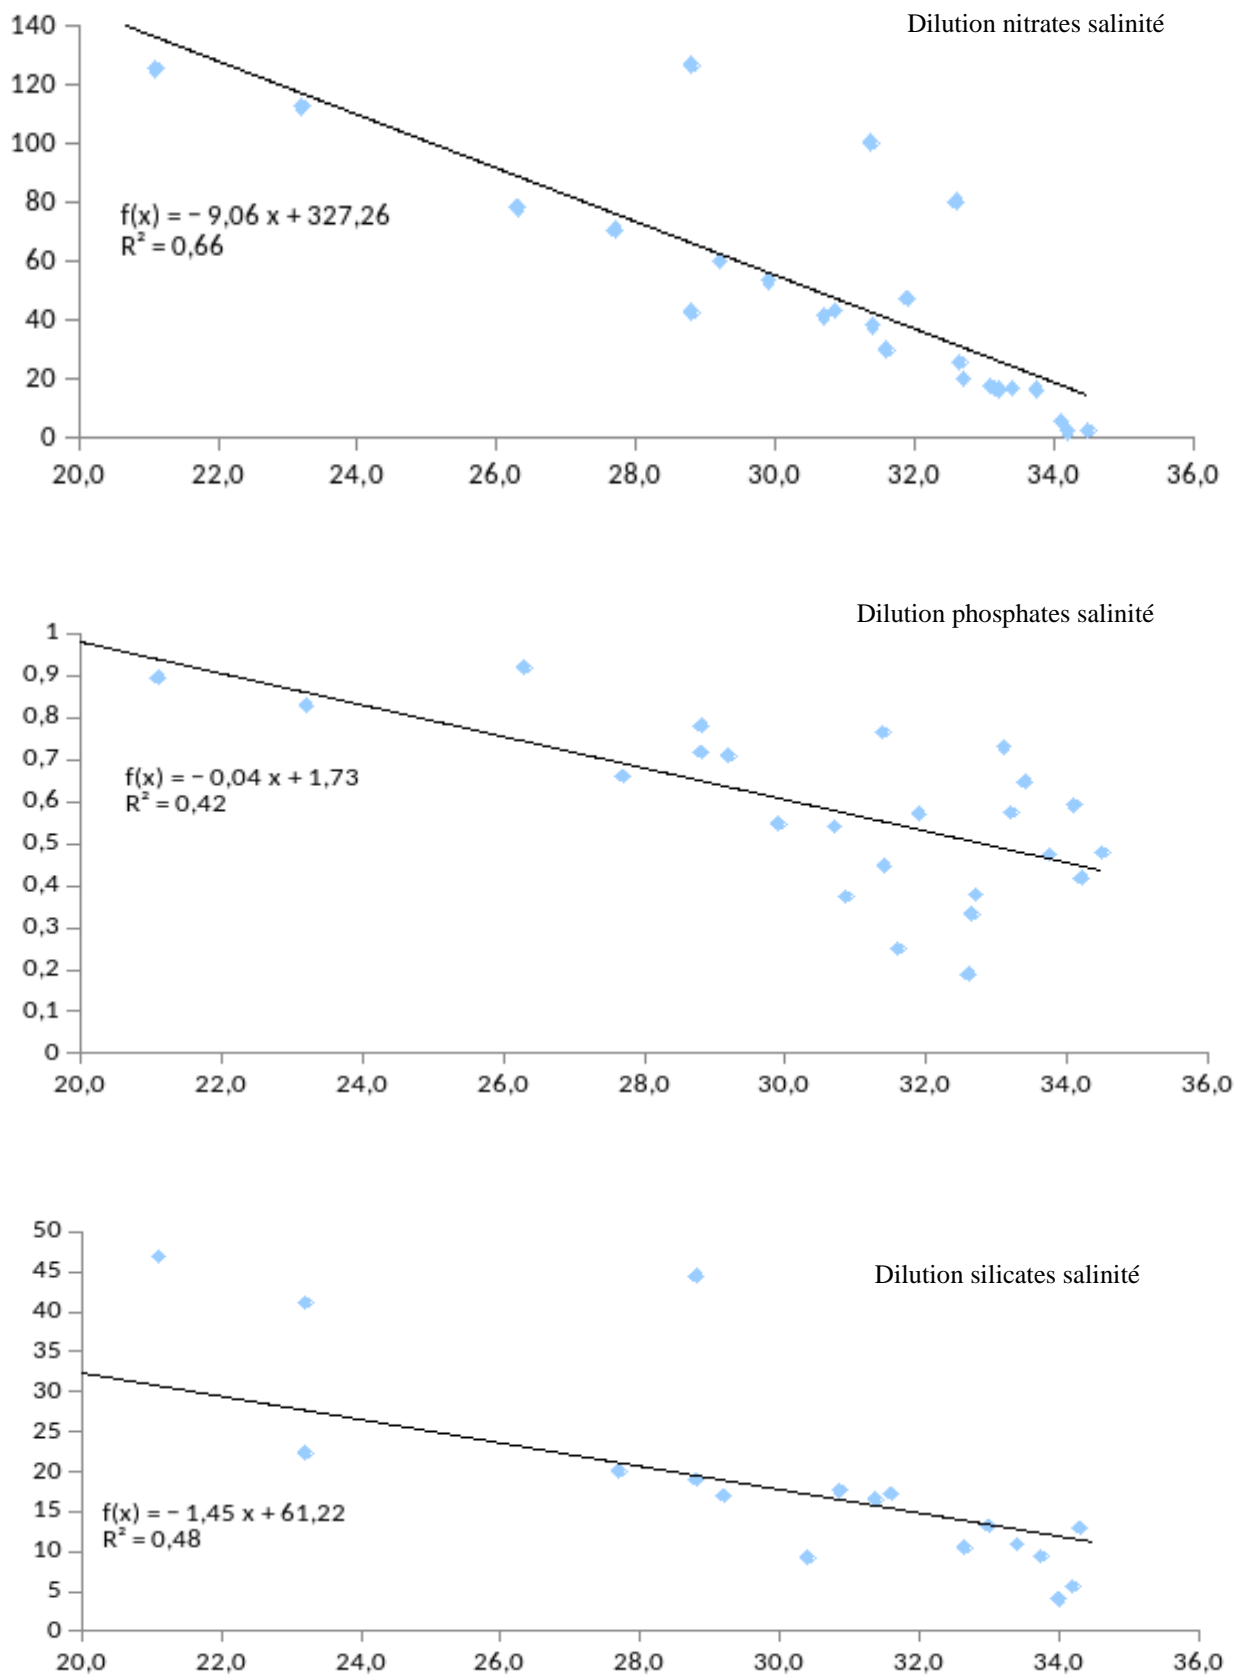 Dilution nitrates salinité
140
120
100
80
60
40
20
0
f(x) = − 9,06 x + 327,26
R² = 0,66
20,0 22,0 24,0 26,0 28,0 30,0 32,0 34,0 36,0
Dilution phosphates salinité
1
0,9
0,8
0,7
0,6
0,5
0,4
0,3
0,2
0,1
0
f(x) = − 0,04 x + 1,73
R² = 0,42
20,0 22,0 24,0 26,0 28,0 30,0 32,0 34,0 36,0
Dilution silicates salinité
50
45
40
35
30
25
20
15
10
5
0
f(x) = − 1,45 x + 61,22
R² = 0,48
20,0 22,0 24,0 26,0 28,0 30,0 32,0 34,0 36,0